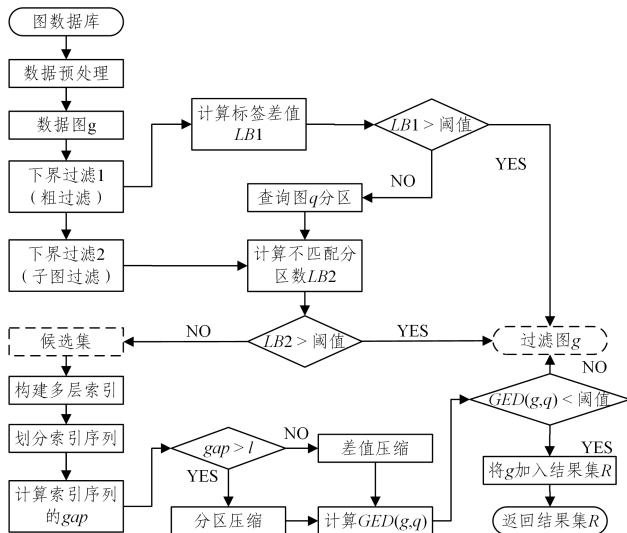 图数据库
数据预处理
数据图g
下界过滤1
（粗过滤）
下界过滤2
（子图过滤）
计算标签差值
LB1
LB1 > 阈值
YES
NO
查询图q分区
计算不匹配分
区数LB2
LB2 > 阈值
NO
YES
候选集
过滤图g
构建多层索引
划分索引序列
计算索引序列
的gap
gap > l
NO
YES
差值压缩
分区压缩
计算GED(g,q)
NO
GED(g,q) < 阈值
YES
将g加入结果集R
返回结果集R